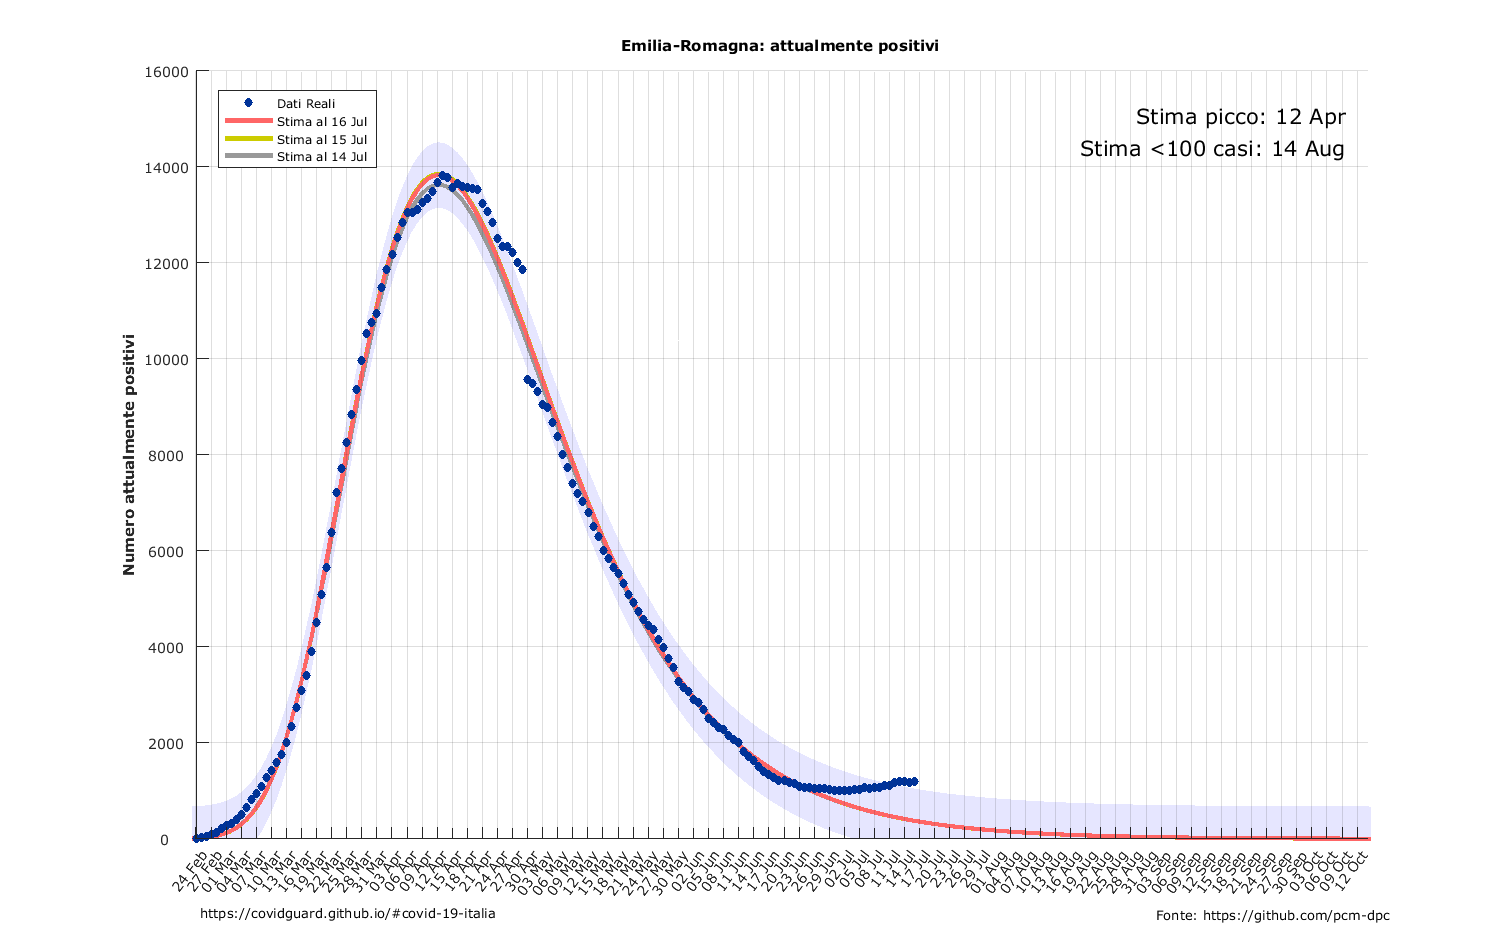 Emilia-Romagna: attualmente positivi
16000
14000
12000
10000
8000
6000
4000
2000
0
Numero attualmente positivi
Dati Reali
Stima al 16 Jul
Stima al 15 Jul
Stima al 14 Jul
Stima picco: 12 Apr
Stima <100 casi: 14 Aug
24 Feb
27 Feb
01 Mar
04 Mar
07 Mar
10 Mar
13 Mar
16 Mar
19 Mar
22 Mar
25 Mar
28 Mar
31 Mar
03 Apr
06 Apr
09 Apr
12 Apr
15 Apr
18 Apr
21 Apr
24 Apr
27 Apr
30 Apr
03 May
06 May
09 May
12 May
15 May
18 May
21 May
24 May
27 May
30 May
02 Jun
05 Jun
08 Jun
11 Jun
14 Jun
17 Jun
20 Jun
23 Jun
26 Jun
29 Jun
02 Jul
05 Jul
08 Jul
11 Jul
14 Jul
17 Jul
20 Jul
23 Jul
26 Jul
29 Jul
01 Aug
04 Aug
07 Aug
10 Aug
13 Aug
16 Aug
19 Aug
22 Aug
25 Aug
28 Aug
31 Aug
03 Sep
06 Sep
09 Sep
12 Sep
15 Sep
18 Sep
21 Sep
24 Sep
27 Sep
30 Sep
03 Oct
06 Oct
09 Oct
12 Oct
https://covidguard.github.io/#covid-19-italia
Fonte: https://github.com/pcm-dpc